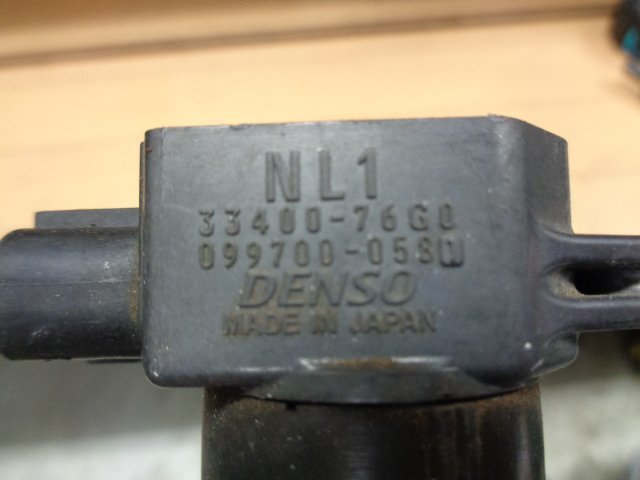 NL1
33400-76G0
099700-058
DENSO
MADE IN JAPAN